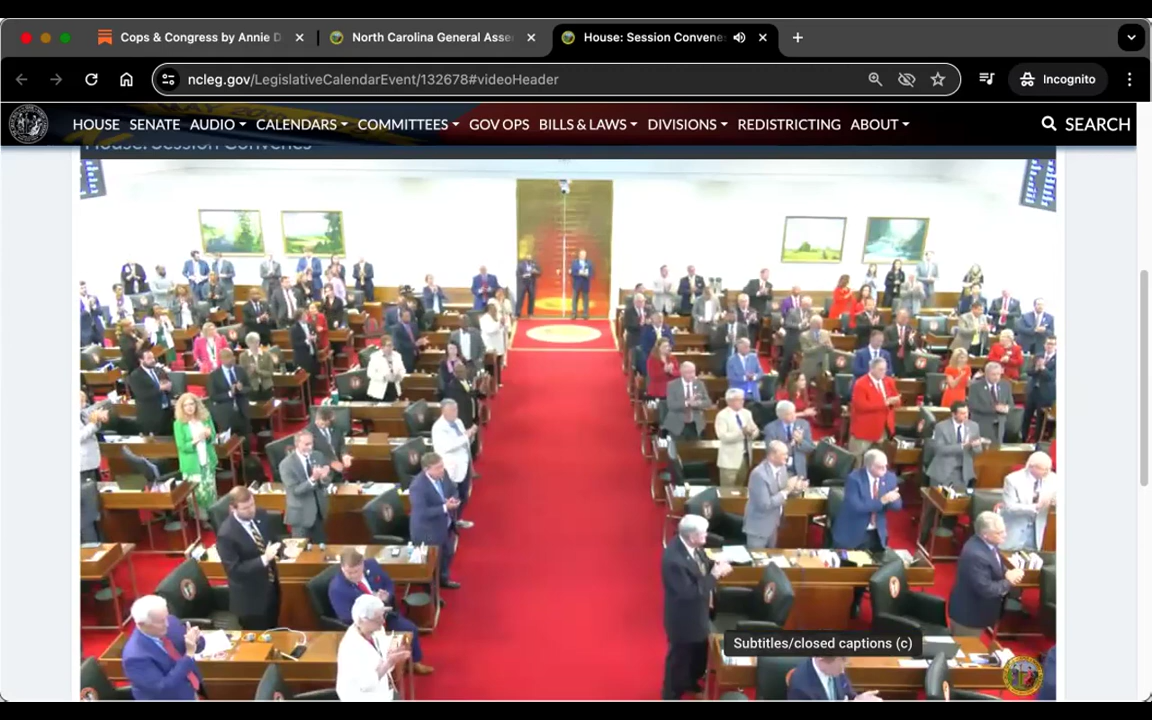 Cops & Congress by Annie D
North Carolina General Asse
House: Session Convene
ncleg.gov/LegislativeCalendarEvent/132678#videoHeader
Incognito
HOUSE SENATE AUDIO CALENDARS COMMITTEES GOV OPS BILLS & LAWS DIVISIONS REDISTRICTING ABOUT SEARCH
House: Session Convenes
Subtitles/closed captions (c)